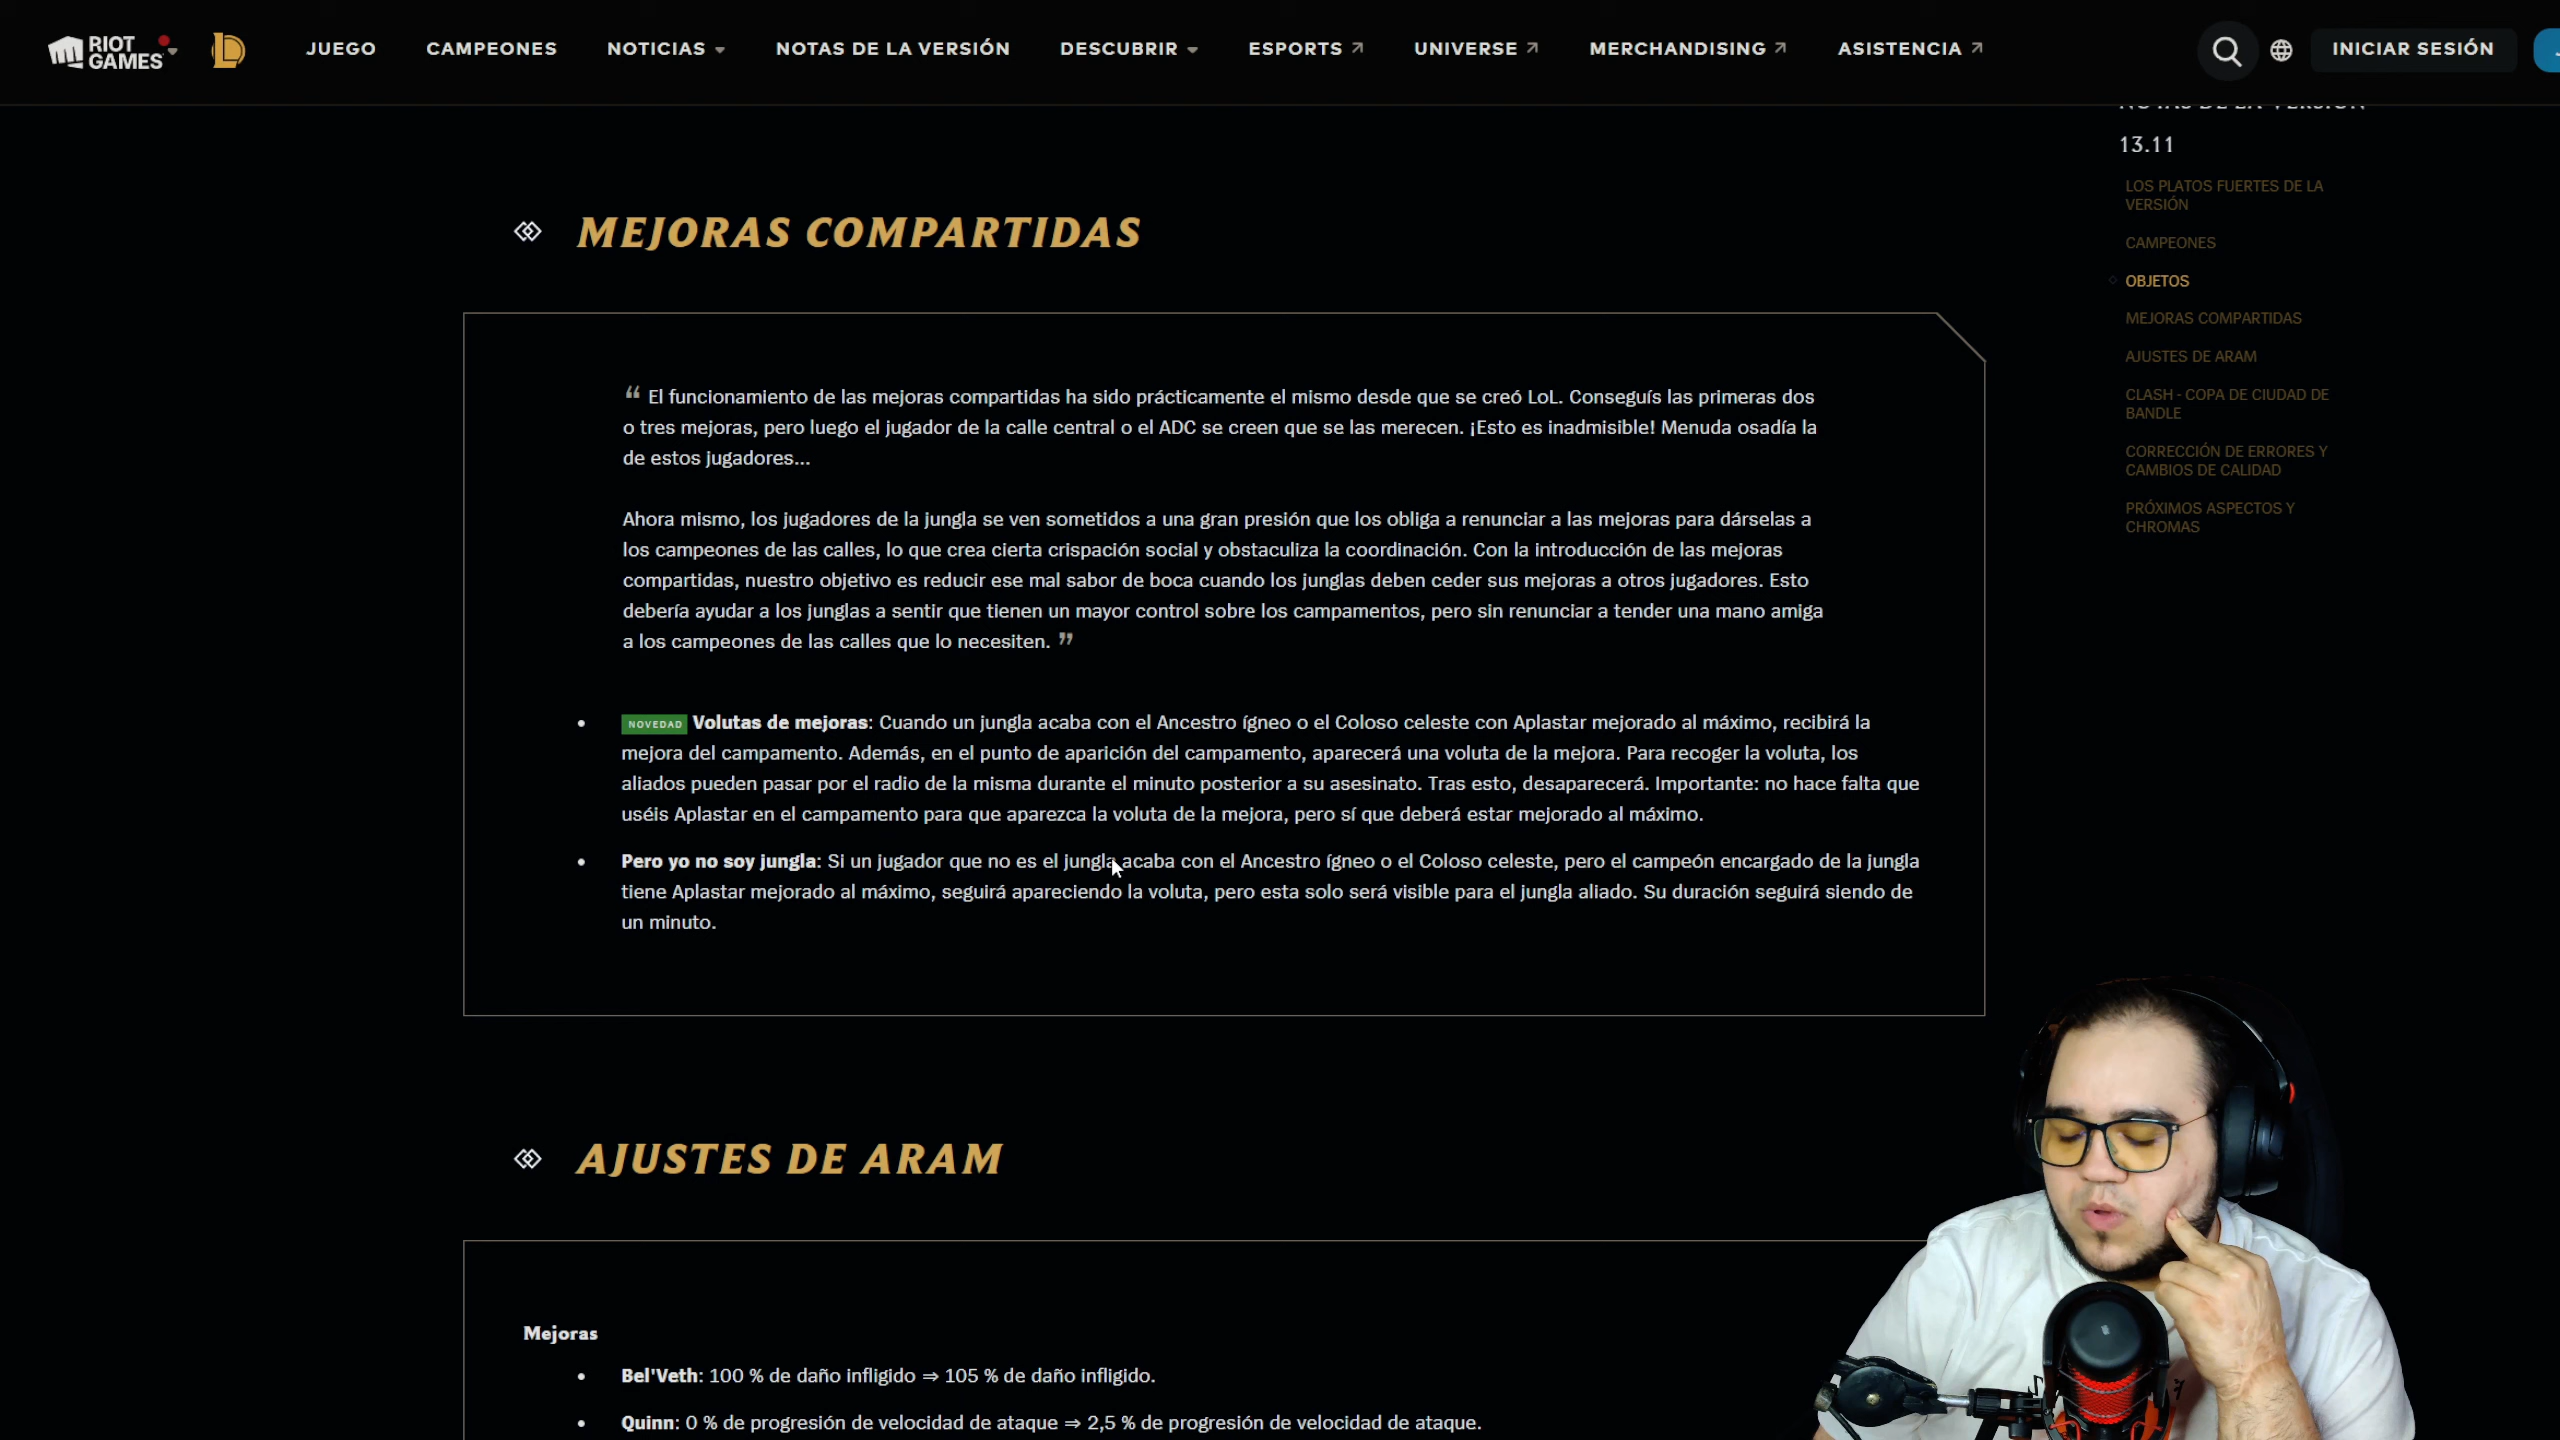 RIOT GAMES
JUEGO
CAMPEONES
NOTICIAS
NOTAS DE LA VERSIÓN
DESCUBRIR
ESPORTS
UNIVERSE
MERCHANDISING
ASISTENCIA
INICIAR SESIÓN
NOTAS DE LA VERSIÓN
13.11
LOS PLATOS FUERTES DE LA
VERSIÓN
CAMPEONES
OBJETOS
MEJORAS COMPARTIDAS
AJUSTES DE ARAM
CLASH - COPA DE CIUDAD DE
BANDLE
CORRECCIÓN DE ERRORES Y
CAMBIOS DE CALIDAD
PRÓXIMOS ASPECTOS Y
CHROMAS
MEJORAS COMPARTIDAS
“ El funcionamiento de las mejoras compartidas ha sido prácticamente el mismo desde que se creó LoL. Conseguís las primeras dos
o tres mejoras, pero luego el jugador de la calle central o el ADC se creen que se las merecen. ¡Esto es inadmisible! Menuda osadía la
de estos jugadores...
Ahora mismo, los jugadores de la jungla se ven sometidos a una gran presión que los obliga a renunciar a las mejoras para dárselas a
los campeones de las calles, lo que crea cierta crispación social y obstaculiza la coordinación. Con la introducción de las mejoras
compartidas, nuestro objetivo es reducir ese mal sabor de boca cuando los junglas deben ceder sus mejoras a otros jugadores. Esto
debería ayudar a los junglas a sentir que tienen un mayor control sobre los campamentos, pero sin renunciar a tender una mano amiga
a los campeones de las calles que lo necesiten. ”
• NOVEDAD Volutas de mejoras: Cuando un jungla acaba con el Ancestro ígneo o el Coloso celeste con Aplastar mejorado al máximo, recibirá la
mejora del campamento. Además, en el punto de aparición del campamento, aparecerá una voluta de la mejora. Para recoger la voluta, los
aliados pueden pasar por el radio de la misma durante el minuto posterior a su asesinato. Tras esto, desaparecerá. Importante: no hace falta que
uséis Aplastar en el campamento para que aparezca la voluta de la mejora, pero sí que deberá estar mejorado al máximo.
• Pero yo no soy jungla: Si un jugador que no es el jungla acaba con el Ancestro ígneo o el Coloso celeste, pero el campeón encargado de la jungla
tiene Aplastar mejorado al máximo, seguirá apareciendo la voluta, pero esta solo será visible para el jungla aliado. Su duración seguirá siendo de
un minuto.
AJUSTES DE ARAM
Mejoras
• Bel'Veth: 100 % de daño infligido ⇒ 105 % de daño infligido.
• Quinn: 0 % de progresión de velocidad de ataque ⇒ 2,5 % de progresión de velocidad de ataque.